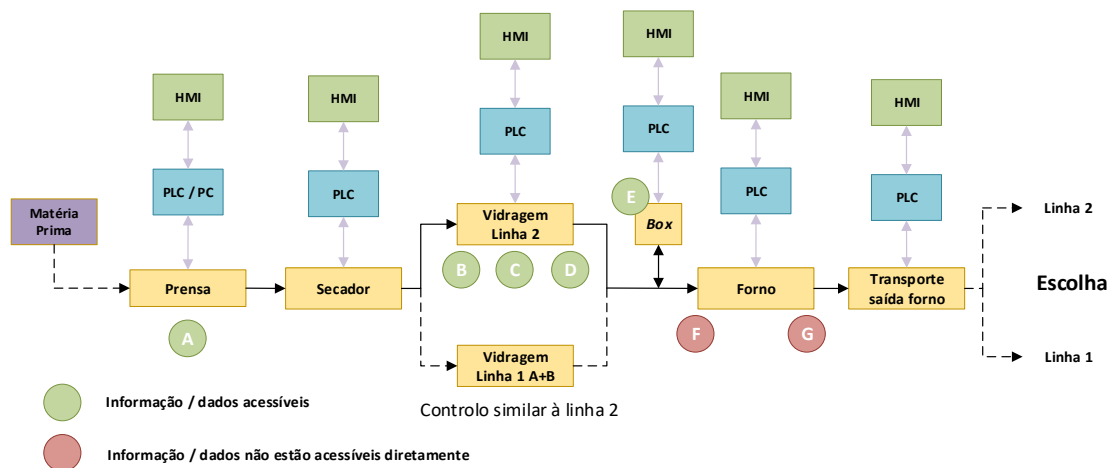 HMI
HMI
HMI
HMI
HMI
HMI
PLC / PC
PLC
PLC
PLC
PLC
PLC
Matéria
Prima
Prensa
Secador
Vidragem
Linha 2
E
Box
Forno
Transporte
saída forno
Linha 2
Escolha
Linha 1
A
B
C
D
F
G
Vidragem
Linha 1 A+B
Controlo similar à linha 2
Informação / dados acessíveis
Informação / dados não estão acessíveis diretamente